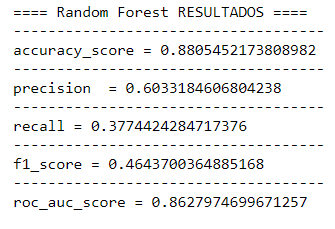 ==== Random Forest RESULTADOS ====
----------------------------------
accuracy_score = 0.8805452173808982
----------------------------------
precision  = 0.6033184606804238
----------------------------------
recall = 0.3774424284717376
----------------------------------
f1_score = 0.4643700364885168
----------------------------------
roc_auc_score = 0.8627974699671257